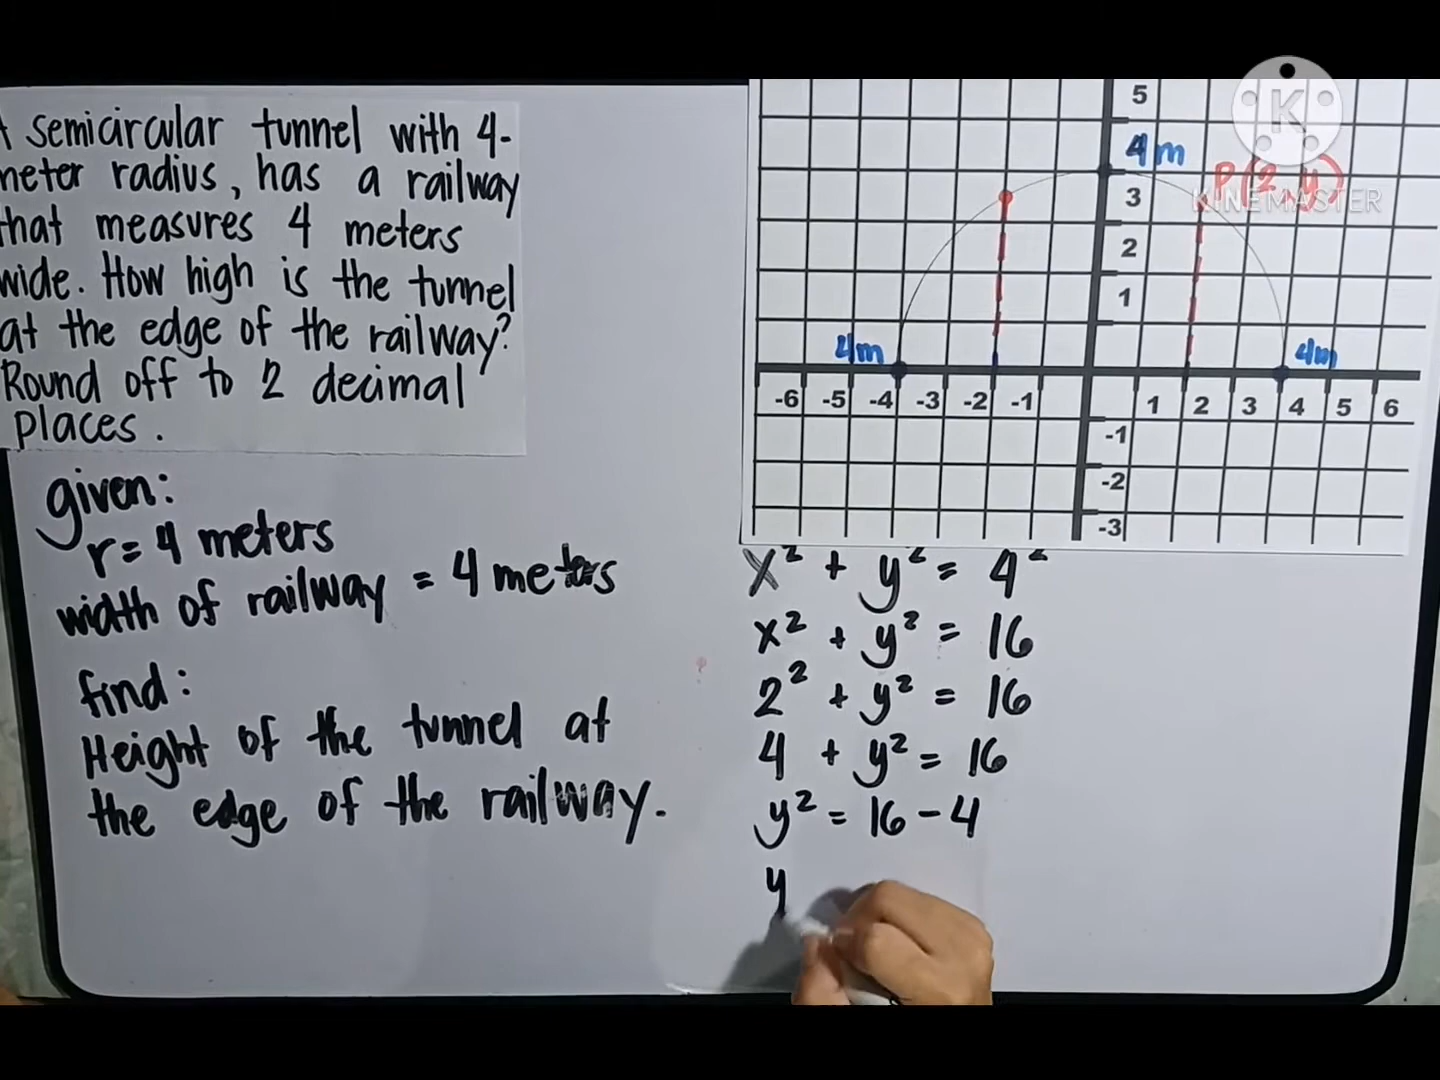 semicircular tunnel with 4-
meter radius, has a railway
that measures 4 meters
wide. How high is the tunnel
at the edge of the railway?
Round off to 2 decimal
places.
given:
r = 4 meters
width of railway = 4 meters
find:
Height of the tunnel at
the edge of the railway.
5
4m
P(2, y)
3
2
1
4m
4m
-6 -5 -4 -3 -2 -1 1 2 3 4 5 6
-1
-2
-3
K
KINEMASTER
x² + y² = 4²
x² + y² = 16
2² + y² = 16
4 + y² = 16
y² = 16 - 4
y